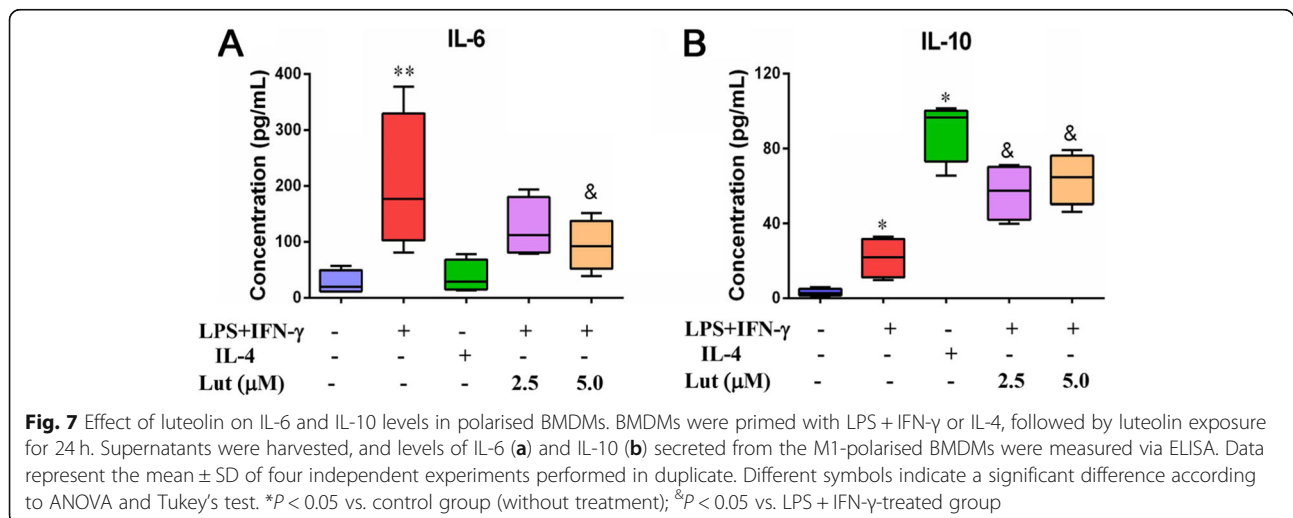 A
IL-6
Concentration (pg/mL)
400
300
200
100
0
**
&
LPS+IFN-γ - + - + +
IL-4 - - + - -
Lut (μM) - - - 2.5 5.0
B
IL-10
Concentration (pg/mL)
120
80
40
0
*
*
&
&
LPS+IFN-γ - + - + +
IL-4 - - + - -
Lut (μM) - - - 2.5 5.0
Fig. 7 Effect of luteolin on IL-6 and IL-10 levels in polarised BMDMs. BMDMs were primed with LPS + IFN-γ or IL-4, followed by luteolin exposure
for 24 h. Supernatants were harvested, and levels of IL-6 (a) and IL-10 (b) secreted from the M1-polarised BMDMs were measured via ELISA. Data
represent the mean ± SD of four independent experiments performed in duplicate. Different symbols indicate a significant difference according
to ANOVA and Tukey's test. *P < 0.05 vs. control group (without treatment); &P < 0.05 vs. LPS + IFN-γ-treated group